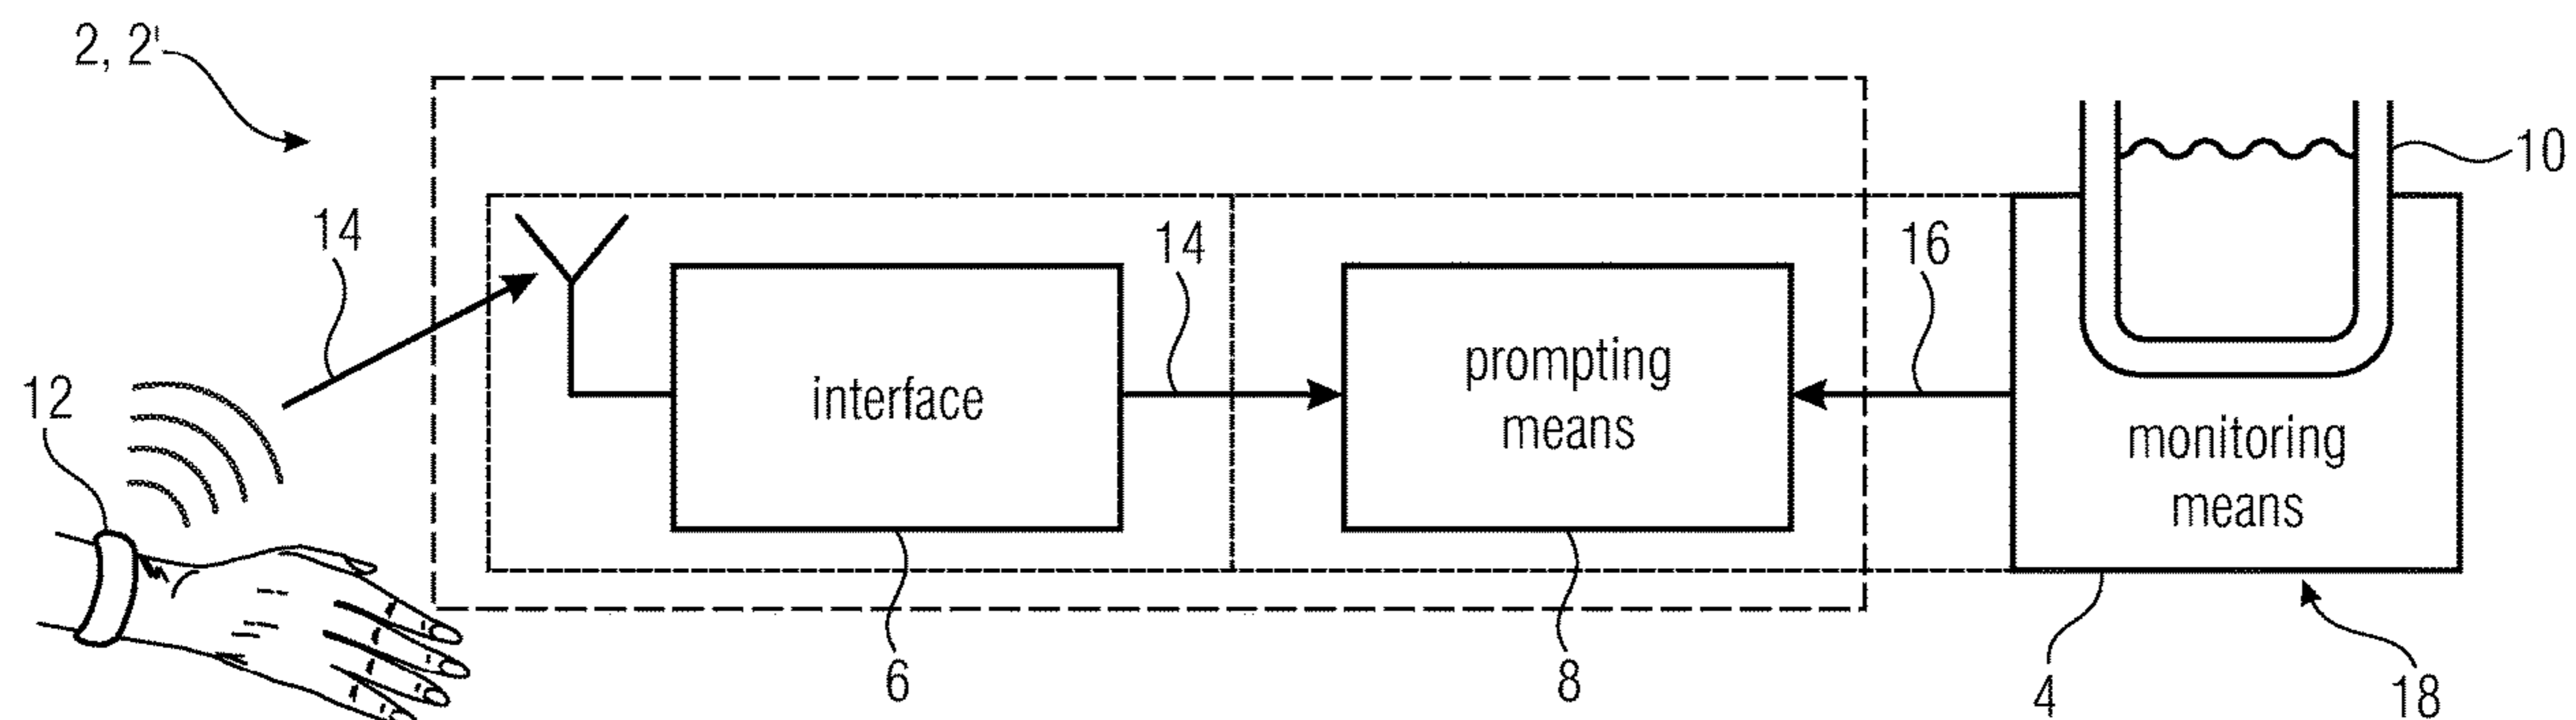 2, 2'
14
14
16
10
12
interface
prompting
means
monitoring
means
6
8
4
18